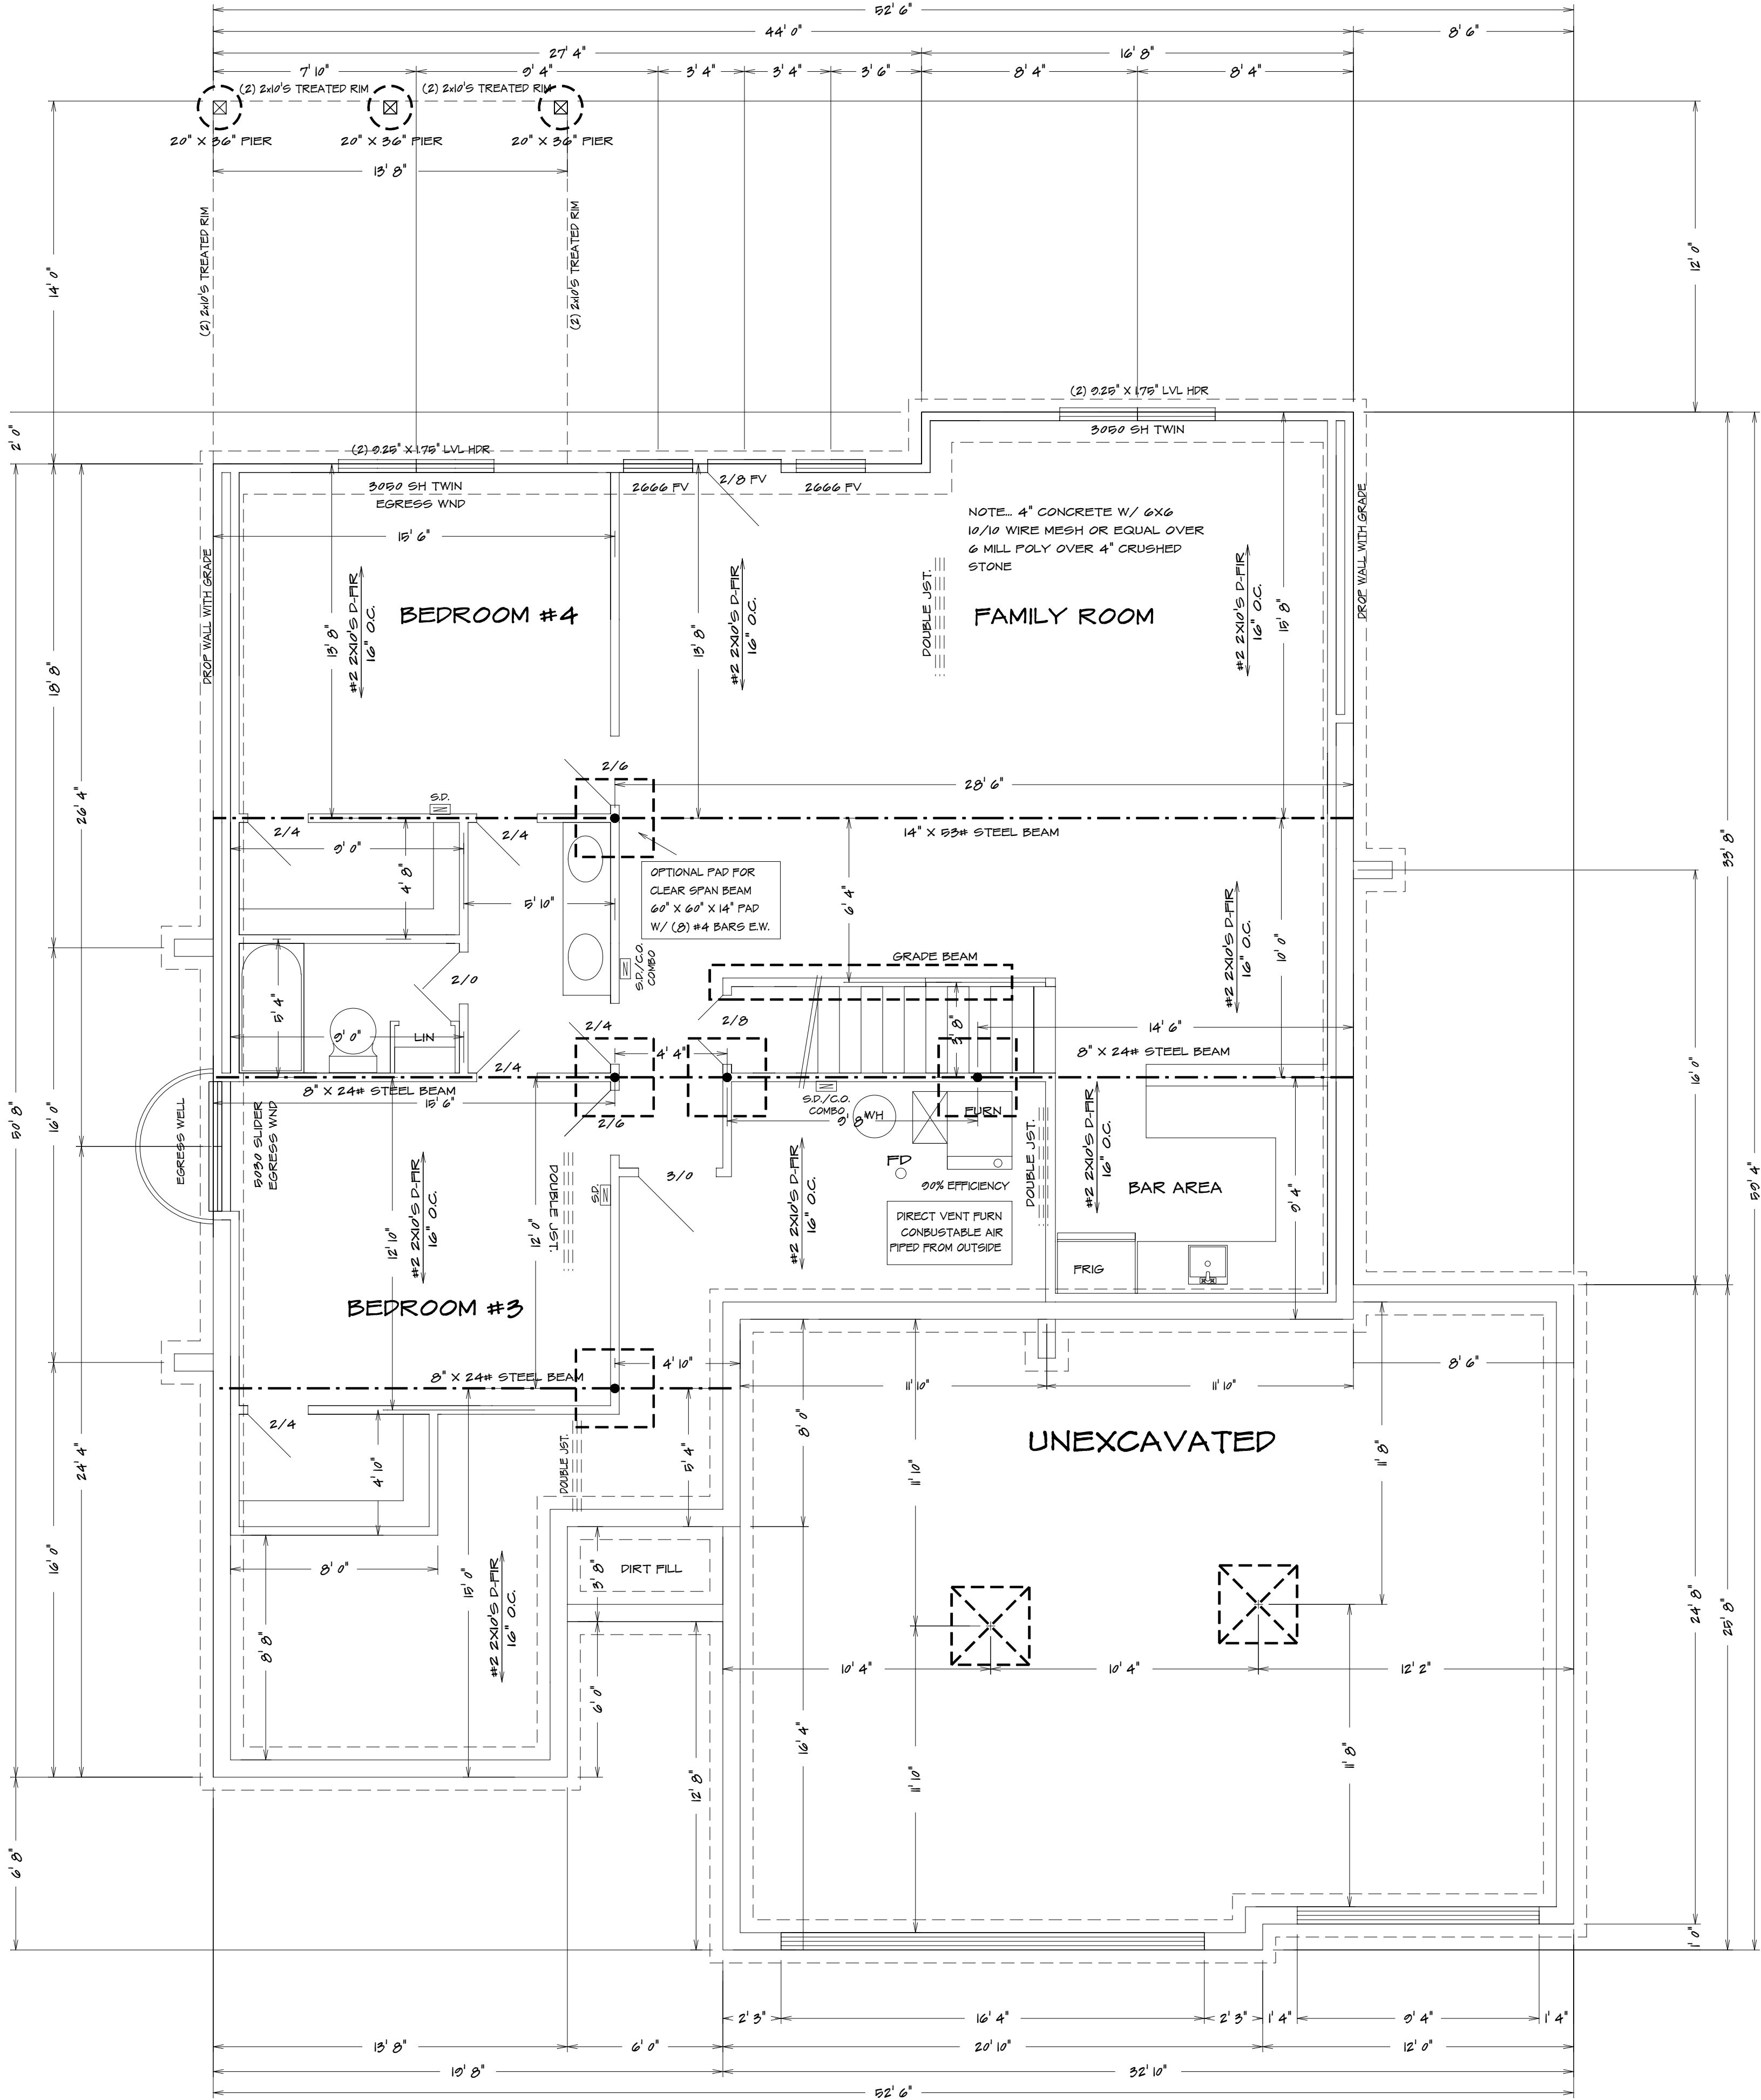 52' 6"
44' 0"
8' 6"
27' 4"
16' 8"
7' 10"
9' 4"
3' 4"
3' 4"
3' 6"
8' 4"
8' 4"
(2) 2x10'S TREATED RIM
(2) 2x10'S TREATED RIM
20" X 36" PIER
20" X 36" PIER
20" X 36" PIER
13' 8"
(2) 2x10'S TREATED RIM
(2) 2x10'S TREATED RIM
14' 0"
12' 0"
2' 0"
(2) 9.25" X 1.75" LVL HDR
3050 SH TWIN
(2) 9.25" X 1.75" LVL HDR
3050 SH TWIN
EGRESS WND
2666 FV
2/8 FV
2666 FV
15' 6"
NOTE... 4" CONCRETE W/ 6X6
10/10 WIRE MESH OR EQUAL OVER
6 MILL POLY OVER 4" CRUSHED
STONE
DROP WALL WITH GRADE
DROP WALL WITH GRADE
BEDROOM #4
FAMILY ROOM
13' 8"
#2 2X10'S D-FIR
16" O.C.
13' 8"
#2 2X10'S D-FIR
16" O.C.
DOUBLE JST.
#2 2X10'S D-FIR
16" O.C.
15' 8"
18' 8"
26' 4"
33' 8"
59' 4"
50' 8"
2/6
28' 6"
S.D.
2/4
2/4
14" X 53# STEEL BEAM
9' 0"
4' 8"
5' 10"
OPTIONAL PAD FOR
CLEAR SPAN BEAM
60" X 60" X 14" PAD
W/ (8) #4 BARS E.W.
6' 4"
#2 2X10'S D-FIR
16" O.C.
10' 0"
S.D./C.O.
COMBO
GRADE BEAM
2/0
5' 4"
9' 0"
LIN
2/4
2/4
2/8
4' 4"
3' 8"
14' 6"
8" X 24# STEEL BEAM
16' 0"
8" X 24# STEEL BEAM
15' 6"
2/6
S.D./C.O.
COMBO
9' 8"
WH
FURN
EGRESS WELL
5030 SLIDER
EGRESS WND
16' 0"
FD
90% EFFICIENCY
DIRECT VENT FURN
CONBUSTABLE AIR
PIPED FROM OUTSIDE
DOUBLE JST.
#2 2X10'S D-FIR
16" O.C.
BAR AREA
9' 4"
FRIG
3/0
S.D.
#2 2X10'S D-FIR
16" O.C.
12' 10"
#2 2X10'S D-FIR
16" O.C.
12' 0"
DOUBLE JST.
BEDROOM #3
8" X 24# STEEL BEAM
4' 10"
8' 6"
11' 10"
11' 10"
2/4
4' 10"
DOUBLE JST.
5' 4"
8' 0"
11' 10"
UNEXCAVATED
11' 8"
24' 4"
16' 0"
8' 0"
15' 0"
#2 2X10'S D-FIR
16" O.C.
3' 8"
DIRT FILL
8' 8"
6' 0"
10' 4"
10' 4"
12' 2"
24' 8"
25' 8"
16' 4"
11' 10"
11' 8"
12' 8"
6' 8"
1' 0"
2' 3"
16' 4"
2' 3"
1' 4"
9' 4"
1' 4"
13' 8"
6' 0"
20' 10"
12' 0"
19' 8"
32' 10"
52' 6"